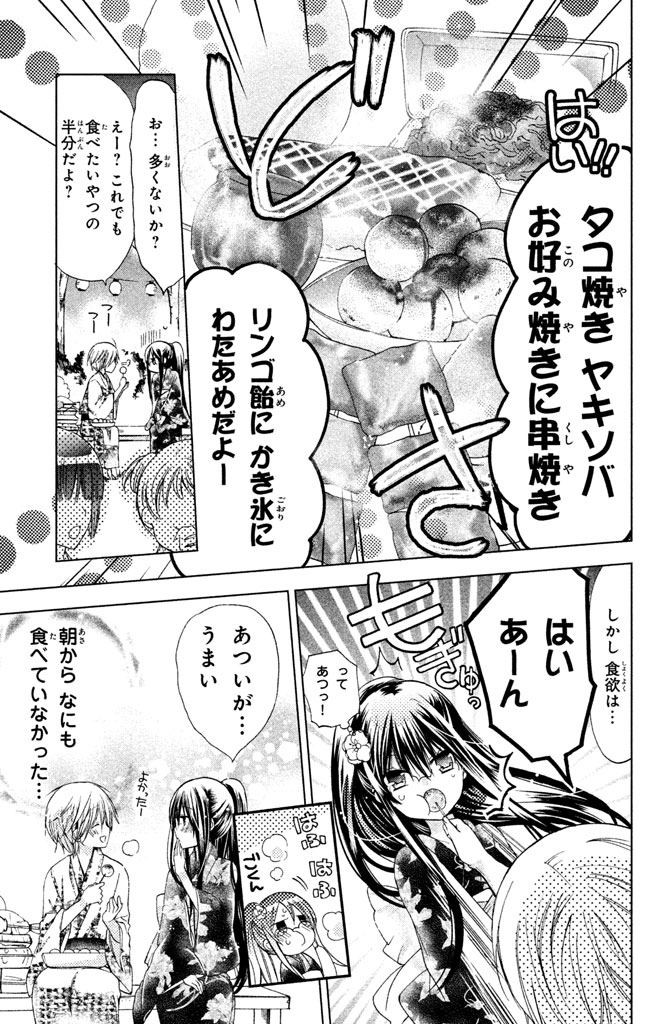 はい!!
タコ焼き ヤキソバ
お好み焼きに串焼き
リンゴ飴に かき氷に
わたあめだよー
どさ
お…多くないか?
えー? これでも
食べたいやつの
半分だよ?
つー
つー
しかし 食欲は…
はい
あーん
もぎゅっ
って
あつっ!
はふ
はふ
ごくん
あついが…
うまい
よかったー
朝から なにも
食べていなかった…